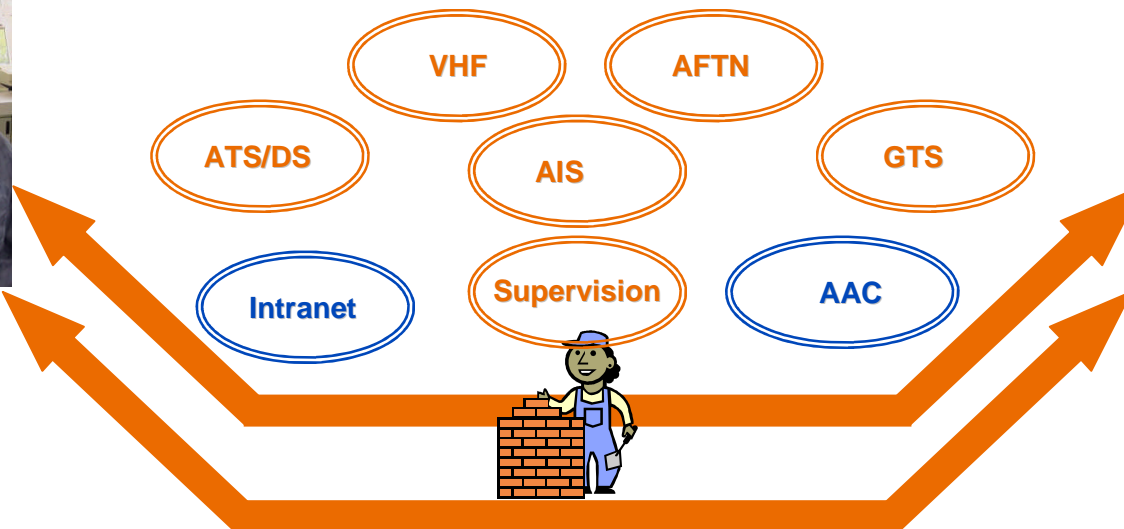 VHF
AFTN
ATS/DS
AIS
GTS
Intranet
Supervision
AAC